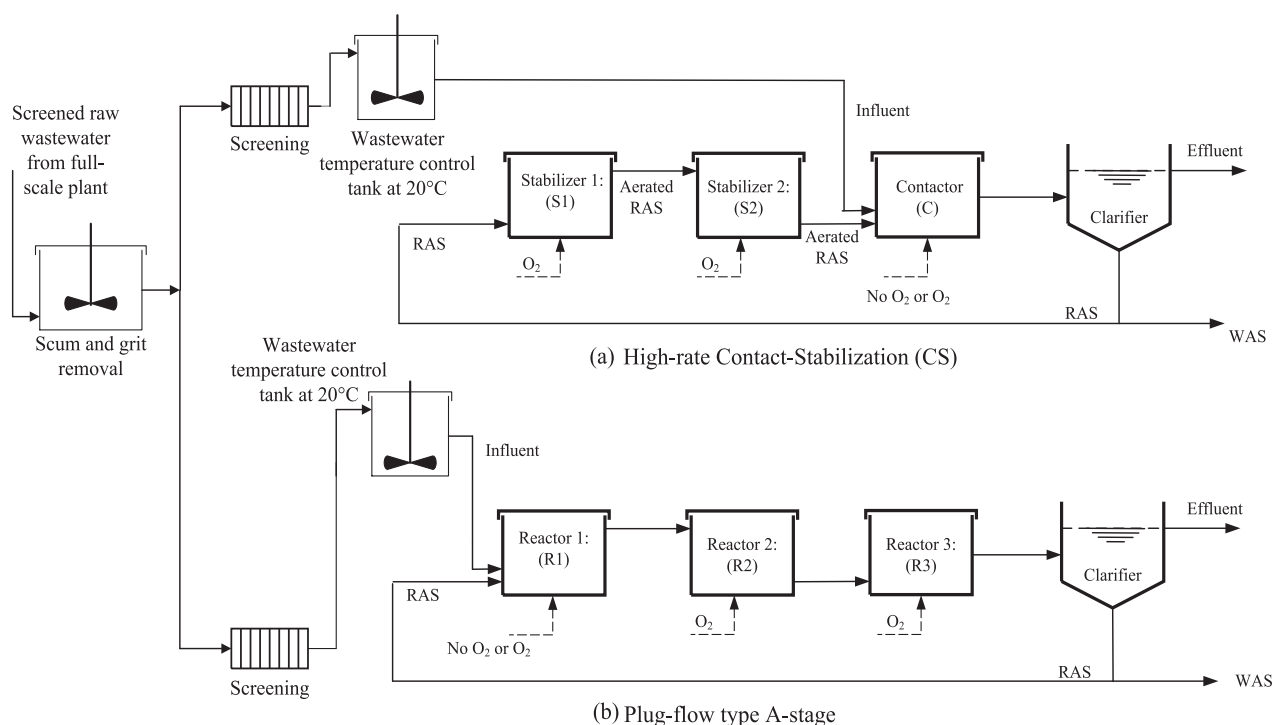 Screened raw
wastewater
from full-
scale plant
Scum and grit
removal
Screening
Wastewater
temperature control
tank at 20°C
Influent
Stabilizer 1:
(S1)
Aerated
RAS
Stabilizer 2:
(S2)
Aerated
RAS
Contactor
(C)
Clarifier
Effluent
RAS
O2
O2
No O2 or O2
RAS
WAS
(a) High-rate Contact-Stabilization (CS)
Wastewater
temperature control
tank at 20°C
Influent
Reactor 1:
(R1)
Reactor 2:
(R2)
Reactor 3:
(R3)
Clarifier
Effluent
RAS
No O2 or O2
O2
O2
RAS
WAS
Screening
(b) Plug-flow type A-stage